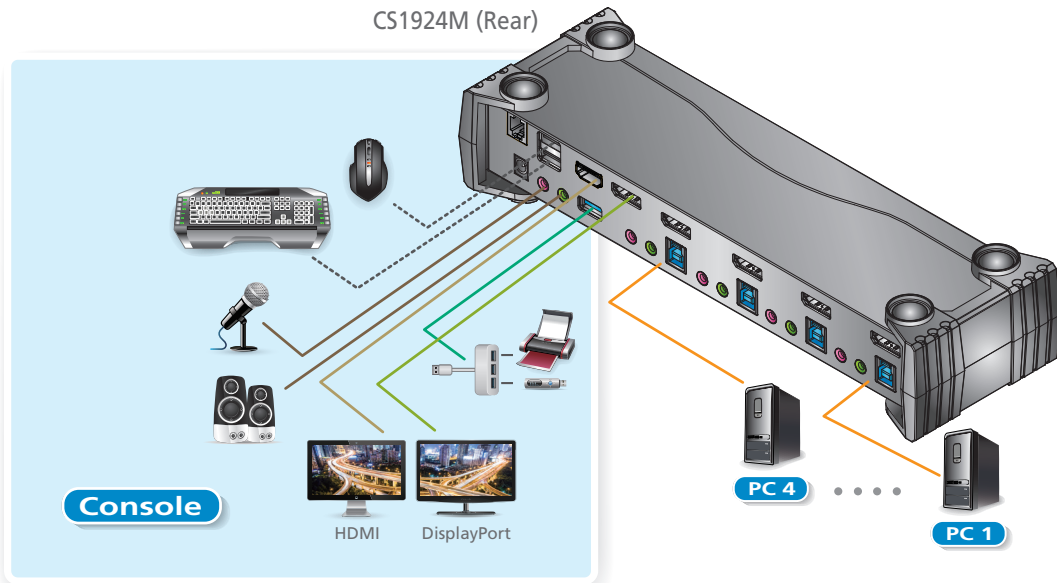 CS1924M (Rear)
Console
HDMI
DisplayPort
PC 4
PC 1